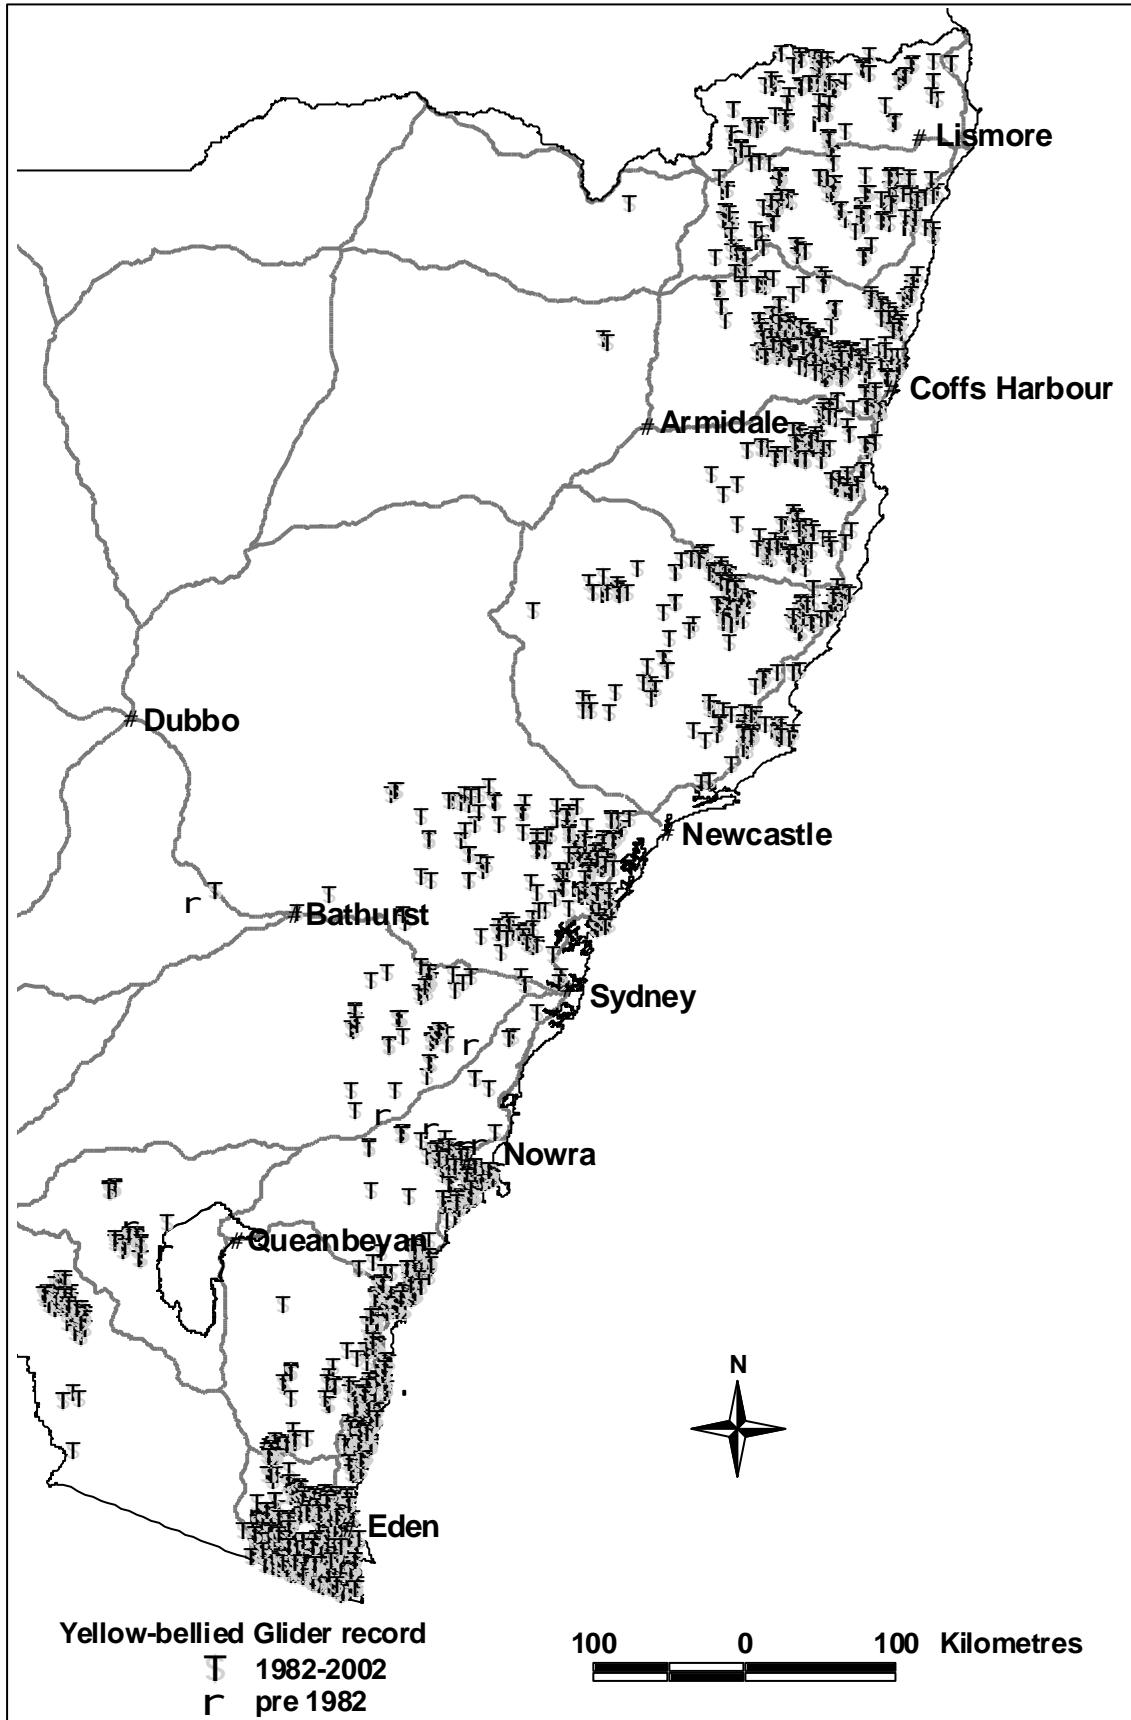 Lismore
Coffs Harbour
Armidale
Dubbo
Newcastle
Bathurst
Sydney
Nowra
Queanbeyan
N
Eden
Yellow-bellied Glider record
T 1982-2002
r pre 1982
100 0 100 Kilometres